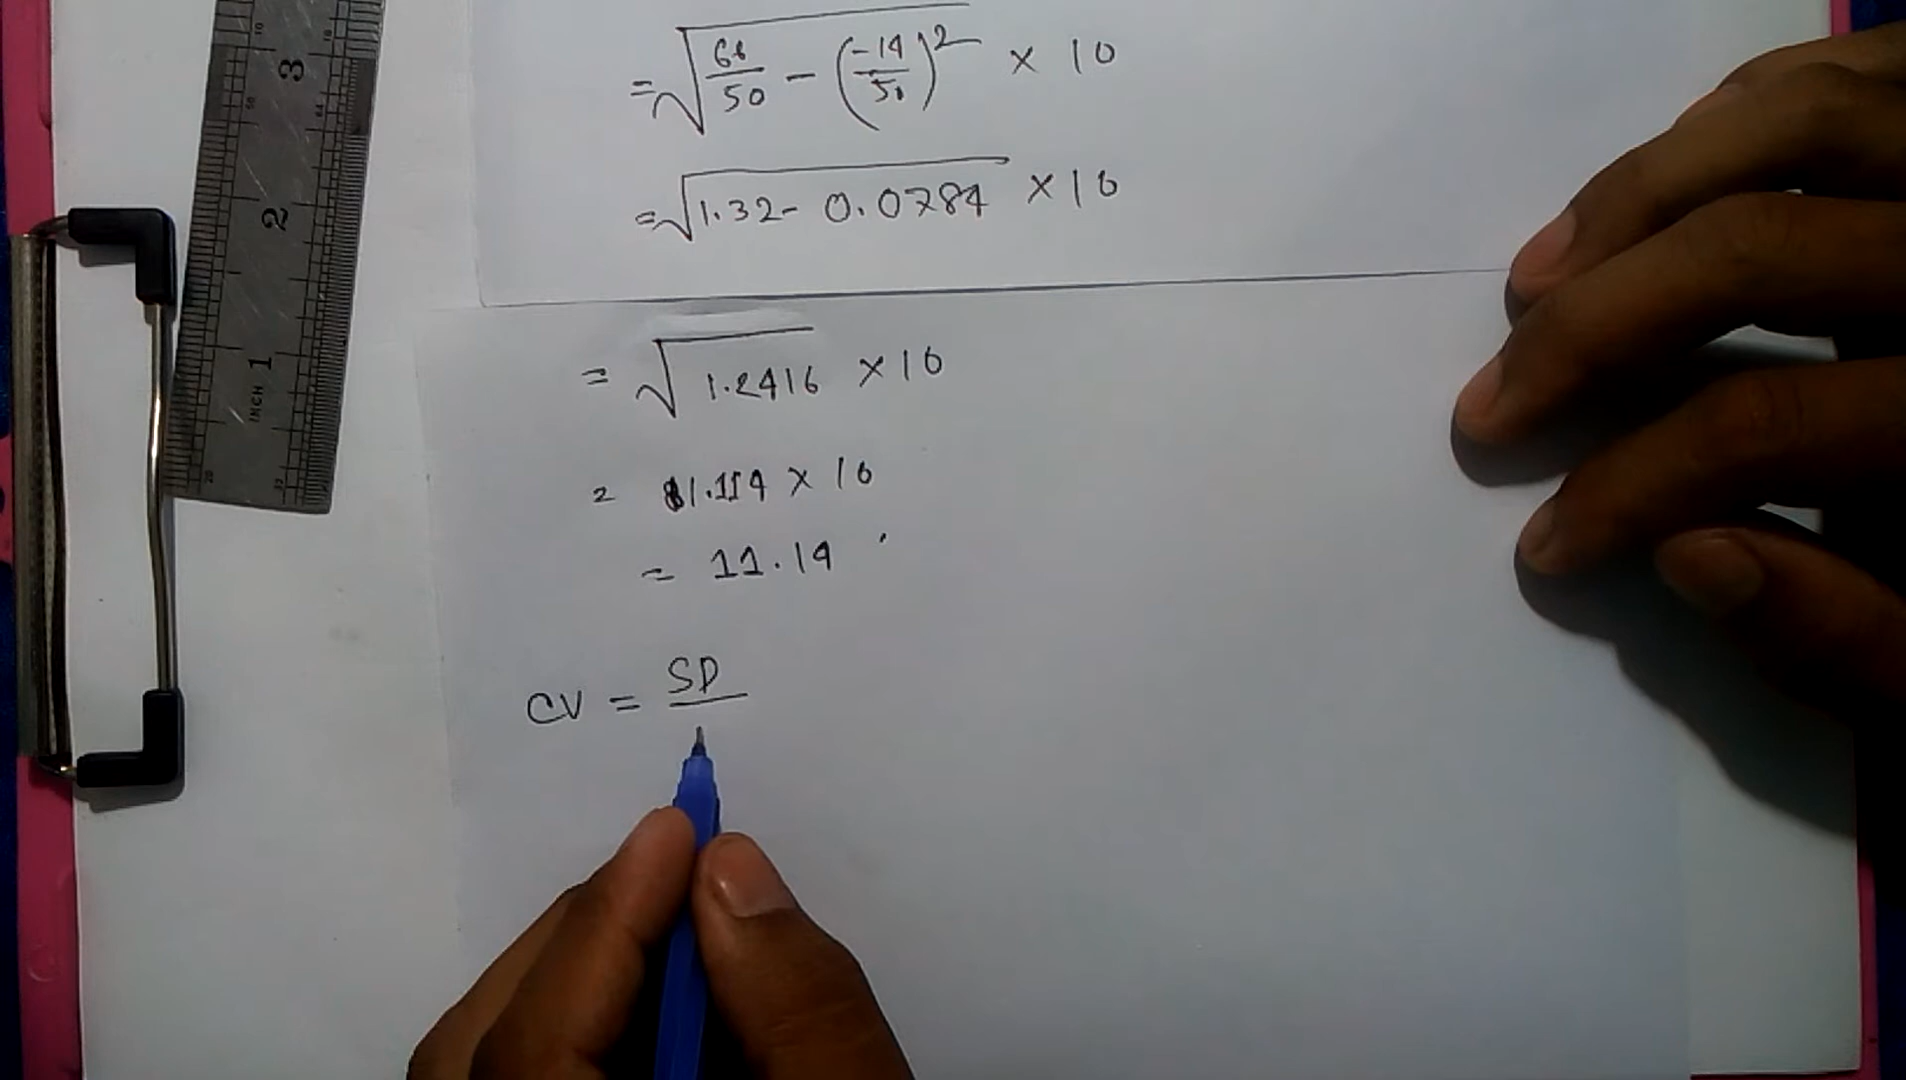 = √(66/50 - (-14/50)²) × 10
= √(1.32 - 0.0784) × 10
3
2
1
INCH
= √1.2416 × 10
= 1.114 × 10
= 11.14
CV = SD